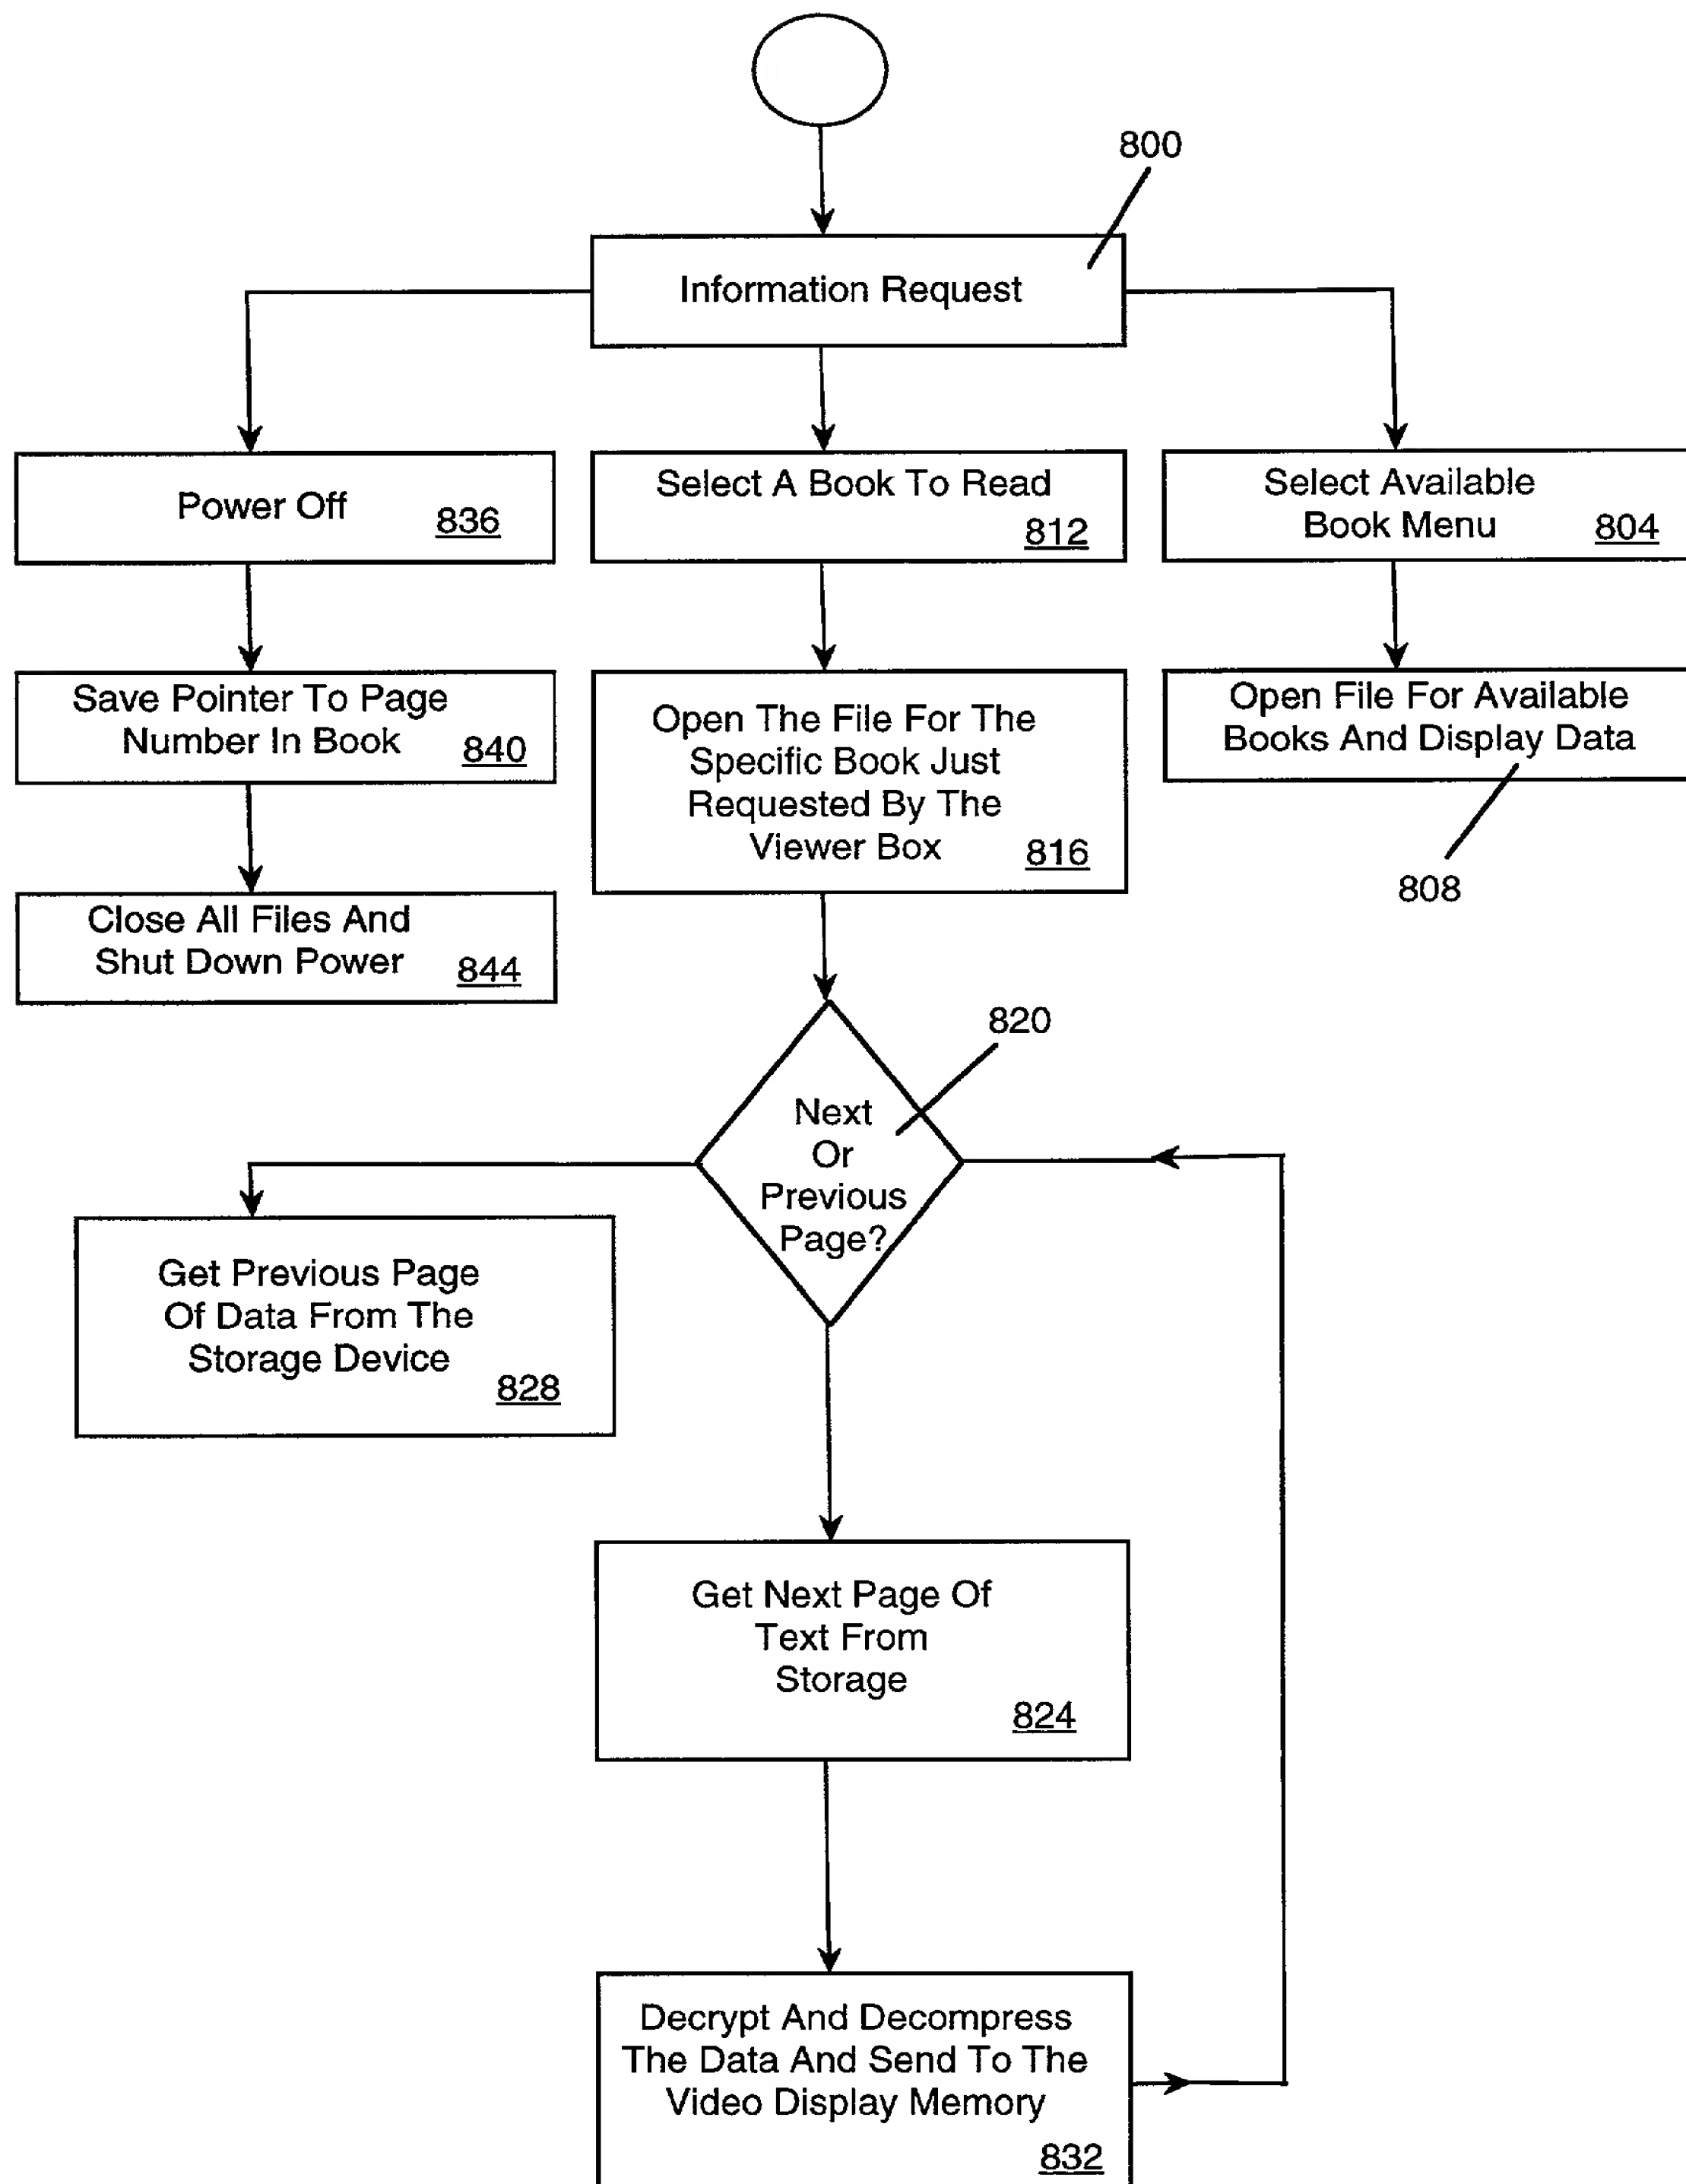 800
Information Request
Power Off
836
Select A Book To Read
812
Select Available
Book Menu 804
Save Pointer To Page
Number In Book 840
Open The File For The
Specific Book Just
Requested By The
Viewer Box 816
Open File For Available
Books And Display Data
808
Close All Files And
Shut Down Power 844
820
Next
Or
Previous
Page?
Get Previous Page
Of Data From The
Storage Device
828
Get Next Page Of
Text From
Storage
824
Decrypt And Decompress
The Data And Send To The
Video Display Memory
832